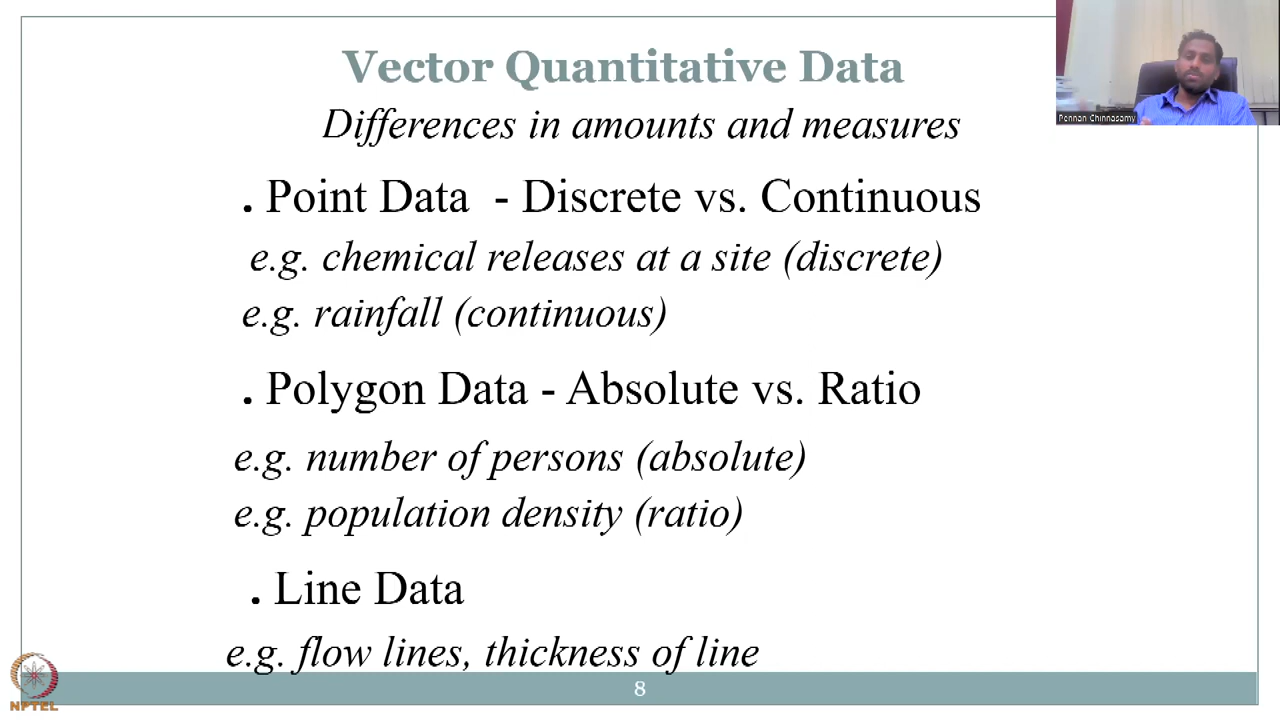 Vector Quantitative Data
Differences in amounts and measures
. Point Data - Discrete vs. Continuous
e.g. chemical releases at a site (discrete)
e.g. rainfall (continuous)
. Polygon Data - Absolute vs. Ratio
e.g. number of persons (absolute)
e.g. population density (ratio)
. Line Data
e.g. flow lines, thickness of line
8
NPTEL
Pennan Chinnasamy